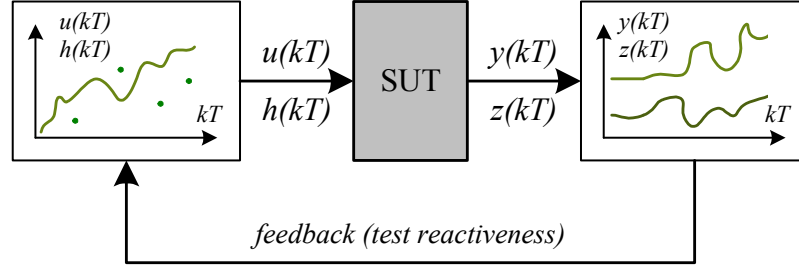 u(kT)
h(kT)
kT
u(kT)
h(kT)
SUT
y(kT)
z(kT)
y(kT)
z(kT)
kT
feedback (test reactiveness)